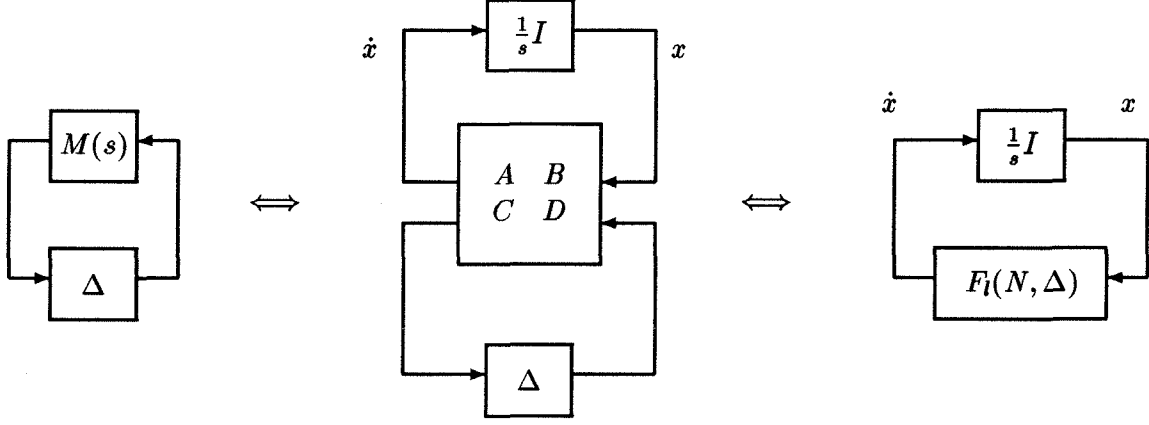 M(s)
Δ
⟺
ẋ
1/s I
x
A B
C D
Δ
⟺
ẋ
1/s I
x
F_l(N, Δ)